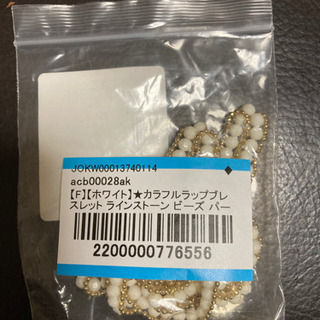 JOKW00013740114
acb00028ak
【F】【ホワイト】★カラフルラップブレ
スレット ラインストーン ビーズ パー
2200000776556